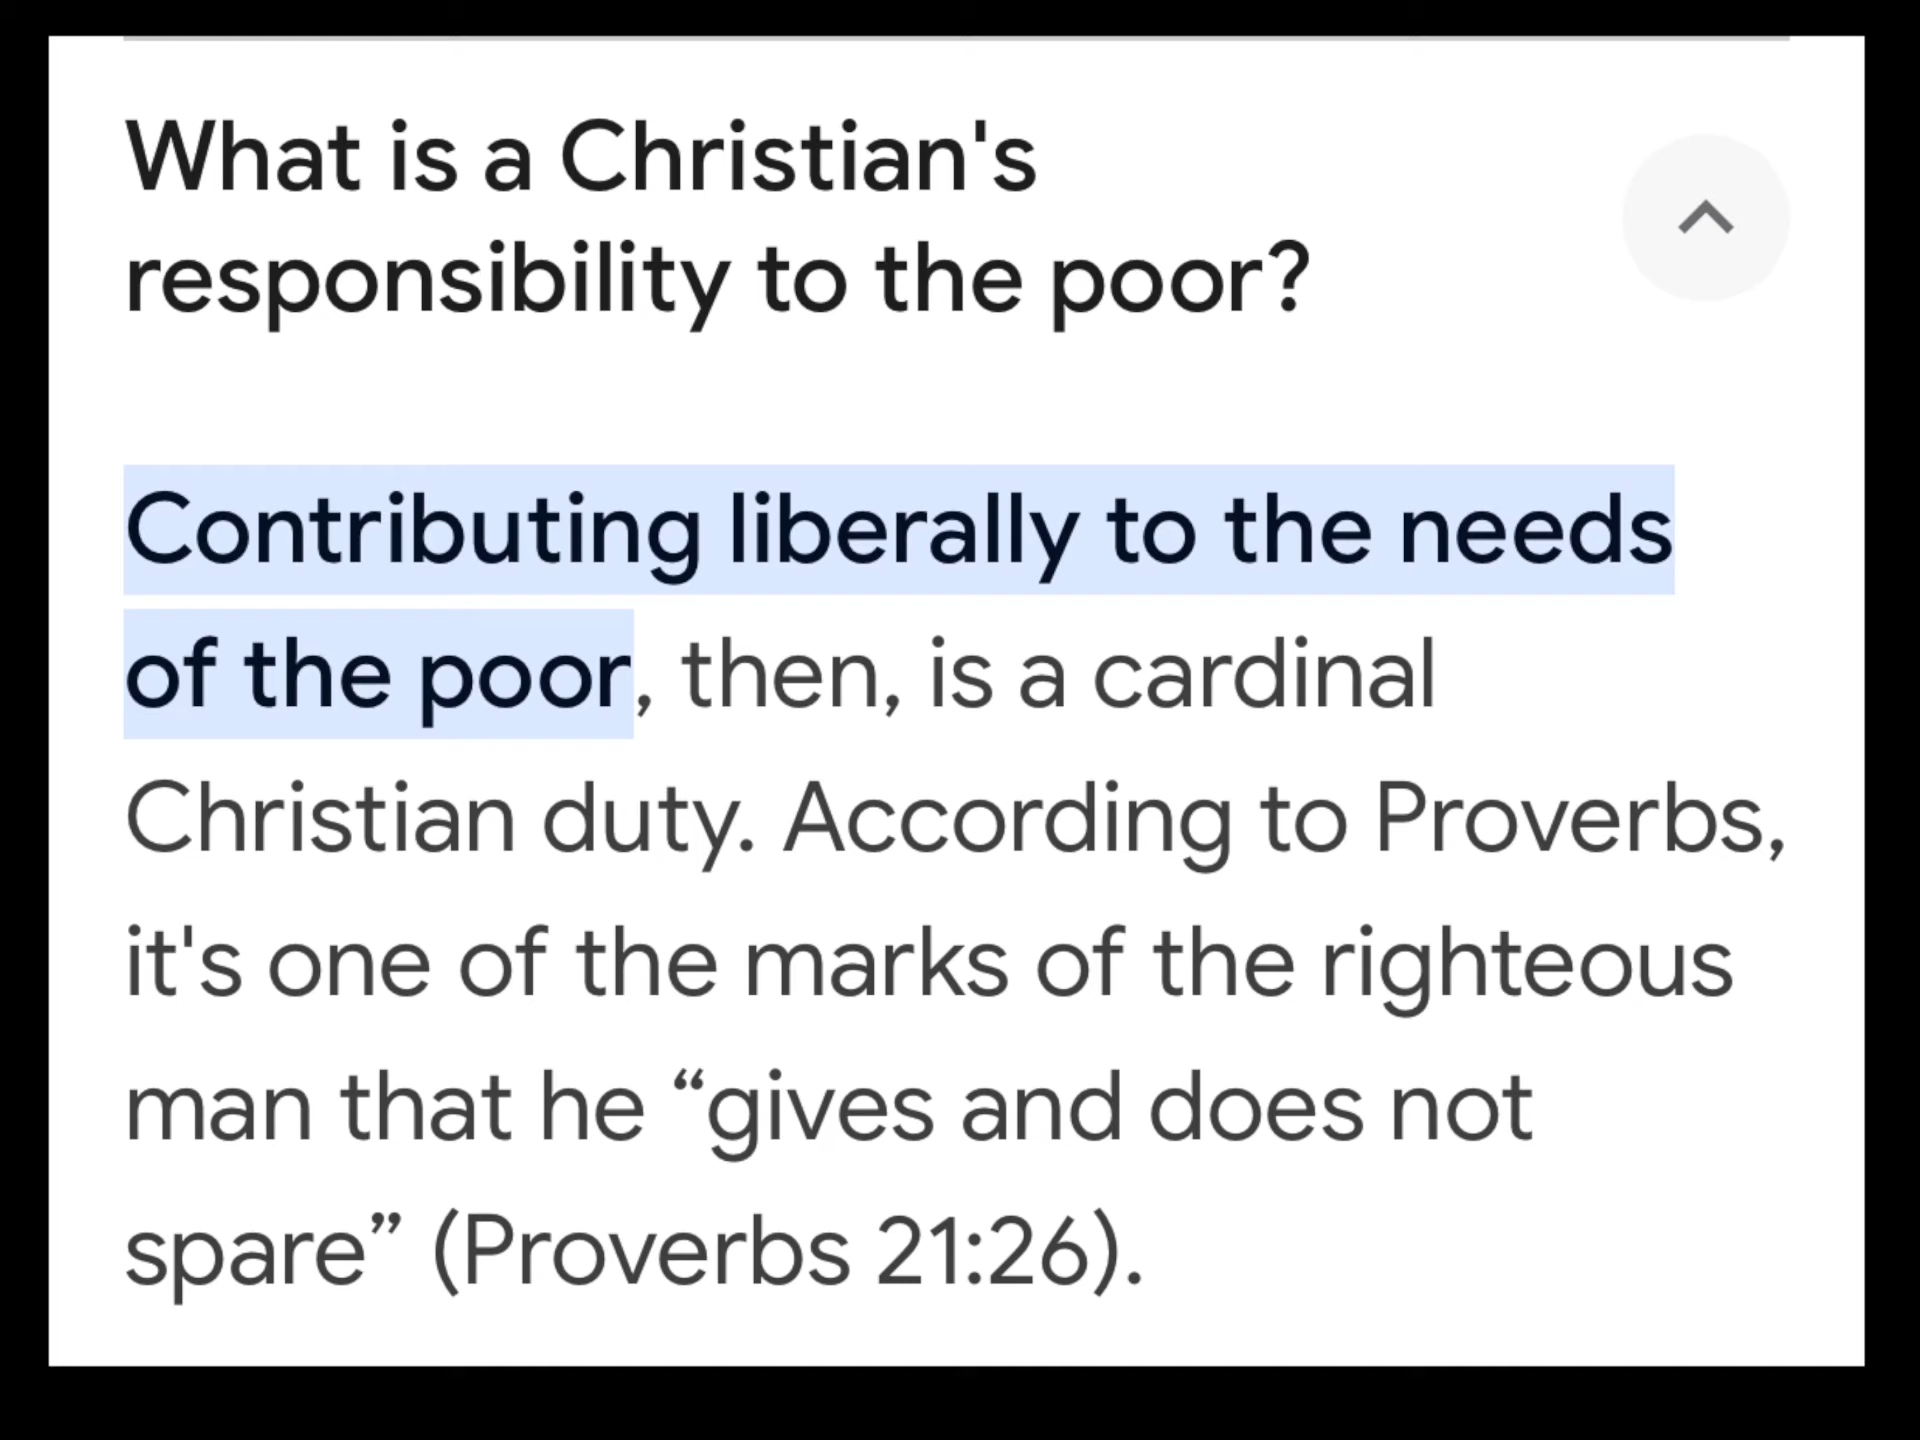 What is a Christian's
responsibility to the poor?
Contributing liberally to the needs
of the poor, then, is a cardinal
Christian duty. According to Proverbs,
it's one of the marks of the righteous
man that he “gives and does not
spare” (Proverbs 21:26).